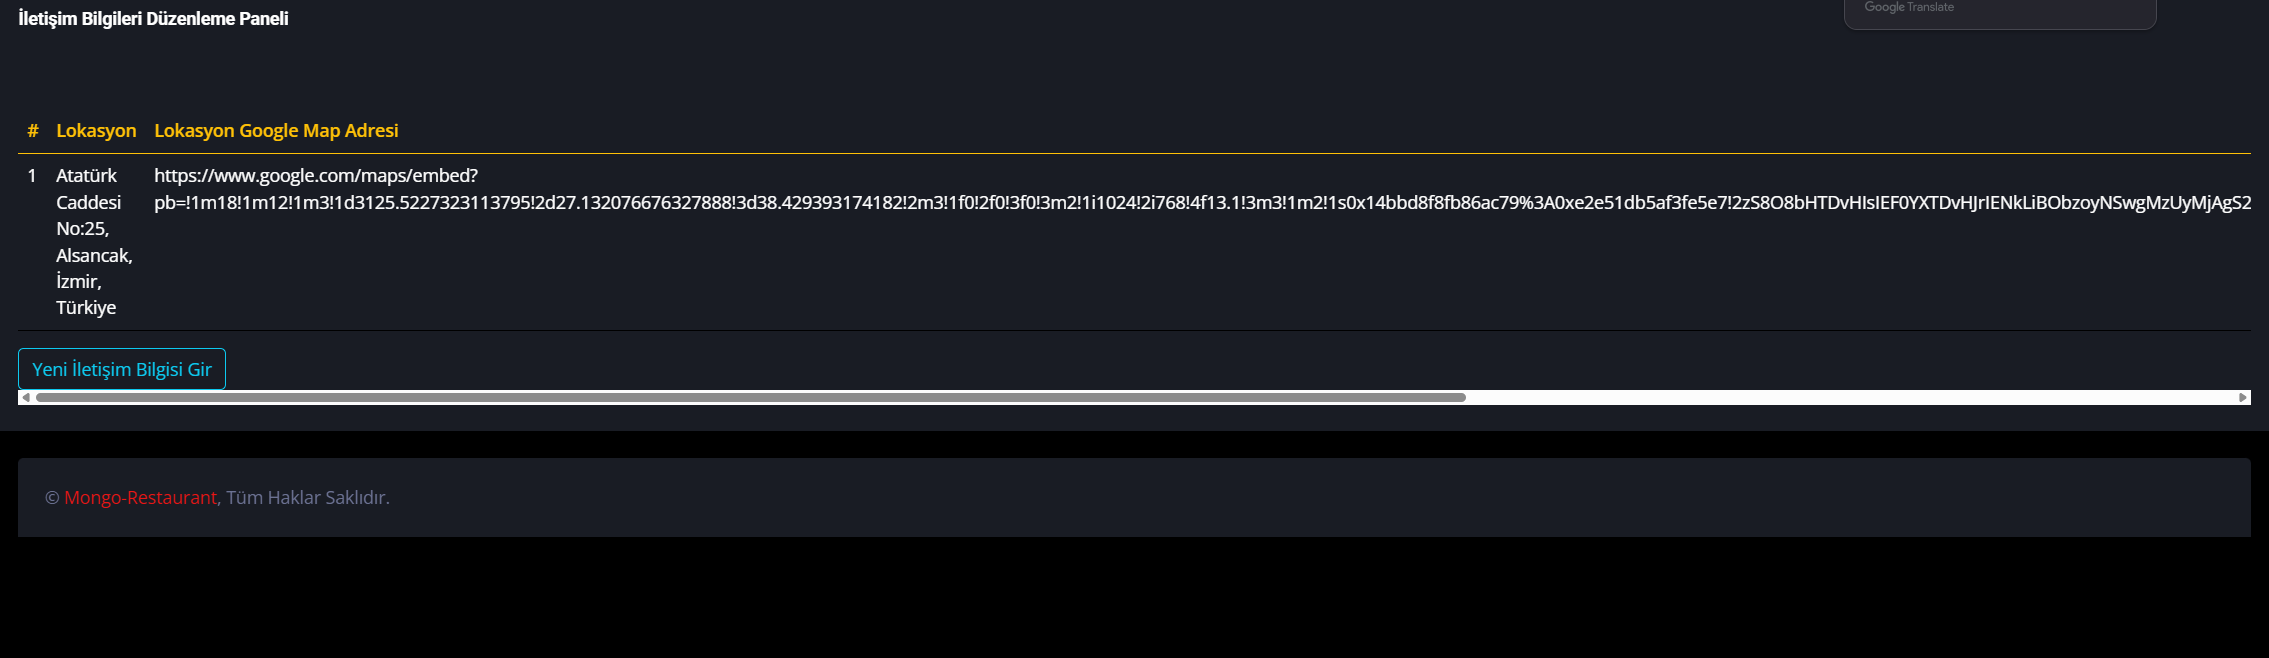 İletişim Bilgileri Düzenleme Paneli
Google Translate
# Lokasyon Lokasyon Google Map Adresi
1 Atatürk Caddesi No:25, Alsancak, İzmir, Türkiye
https://www.google.com/maps/embed?
pb=!1m18!1m12!1m3!1d3125.5227323113795!2d27.132076676327888!3d38.429393174182!2m3!1f0!2f0!3f0!3m2!1i1024!2i768!4f13.1!3m3!1m2!1s0x14bbd8f8fb86ac79%3A0xe2e51db5af3fe5e7!2zS8O8bHTDvHIsIEF0YXTDvHJrIENkLiBObzoyNSwgMzUyMjAgS2
Yeni İletişim Bilgisi Gir
© Mongo-Restaurant, Tüm Haklar Saklıdır.